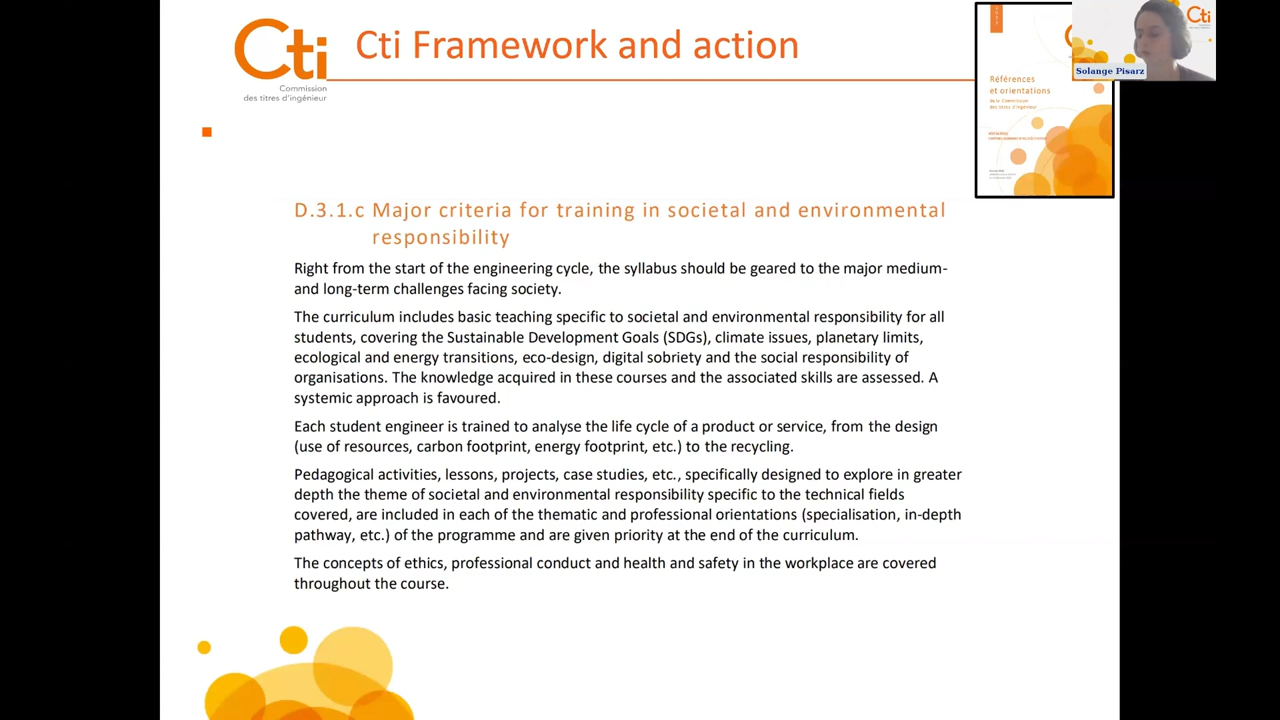 Cti
Commission
des titres d'ingénieur
Cti Framework and action
Références
et orientations
de la Commission
des titres d'ingénieur
Cti
Solange Pisarz
D.3.1.c Major criteria for training in societal and environmental
responsibility
Right from the start of the engineering cycle, the syllabus should be geared to the major medium-
and long-term challenges facing society.
The curriculum includes basic teaching specific to societal and environmental responsibility for all
students, covering the Sustainable Development Goals (SDGs), climate issues, planetary limits,
ecological and energy transitions, eco-design, digital sobriety and the social responsibility of
organisations. The knowledge acquired in these courses and the associated skills are assessed. A
systemic approach is favoured.
Each student engineer is trained to analyse the life cycle of a product or service, from the design
(use of resources, carbon footprint, energy footprint, etc.) to the recycling.
Pedagogical activities, lessons, projects, case studies, etc., specifically designed to explore in greater
depth the theme of societal and environmental responsibility specific to the technical fields
covered, are included in each of the thematic and professional orientations (specialisation, in-depth
pathway, etc.) of the programme and are given priority at the end of the curriculum.
The concepts of ethics, professional conduct and health and safety in the workplace are covered
throughout the course.